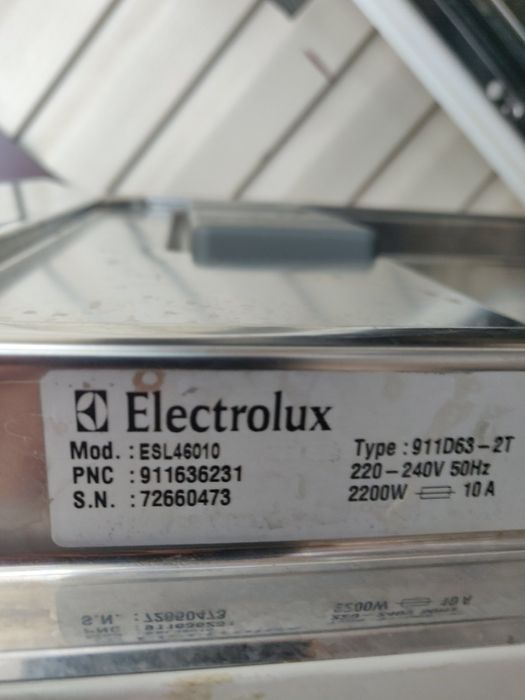 Electrolux
Mod. : ESL46010
Type : 911D63-2T
PNC : 911636231
220-240V 50Hz
S.N. : 72660473
2200W 10 A